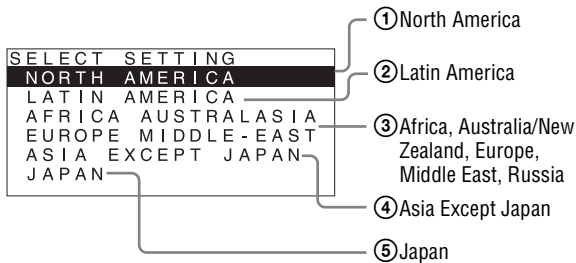 SELECT SETTING
NORTH AMERICA
LATIN AMERICA
AFRICA AUSTRALASIA
EUROPE MIDDLE-EAST
ASIA EXCEPT JAPAN
JAPAN
①North America
②Latin America
③Africa, Australia/New
Zealand, Europe,
Middle East, Russia
④Asia Except Japan
⑤Japan